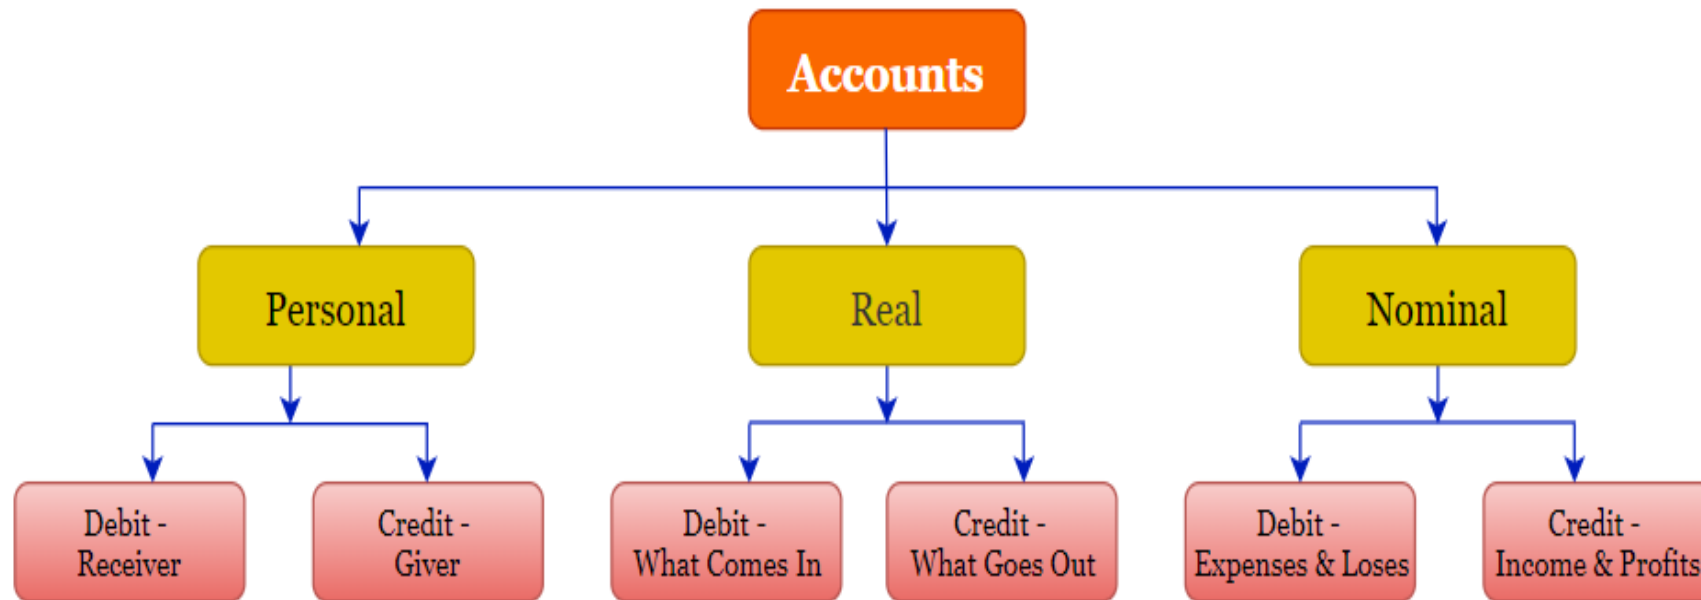 Accounts
Personal
Real
Nominal
Debit -
Receiver
Credit -
Giver
Debit -
What Comes In
Credit -
What Goes Out
Debit -
Expenses & Loses
Credit -
Income & Profits